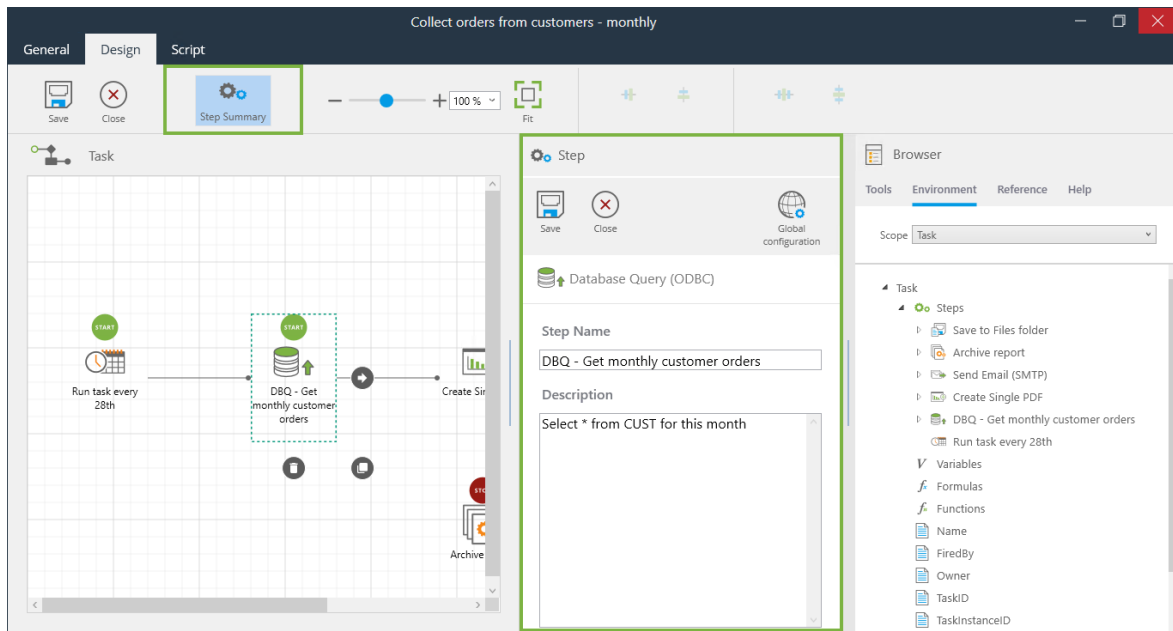 Collect orders from customers - monthly
General Design Script
Save Close Step Summary 100 % Fit
Task
START
Run task every
28th
START
DBQ - Get
monthly customer
orders
Create Sin
STO
Archive
Step
Save Close Global
configuration
Database Query (ODBC)
Step Name
DBQ - Get monthly customer orders
Description
Select * from CUST for this month
Browser
Tools Environment Reference Help
Scope Task
Task
Steps
Save to Files folder
Archive report
Send Email (SMTP)
Create Single PDF
DBQ - Get monthly customer orders
Run task every 28th
Variables
Formulas
Functions
Name
FiredBy
Owner
TaskID
TaskInstanceID